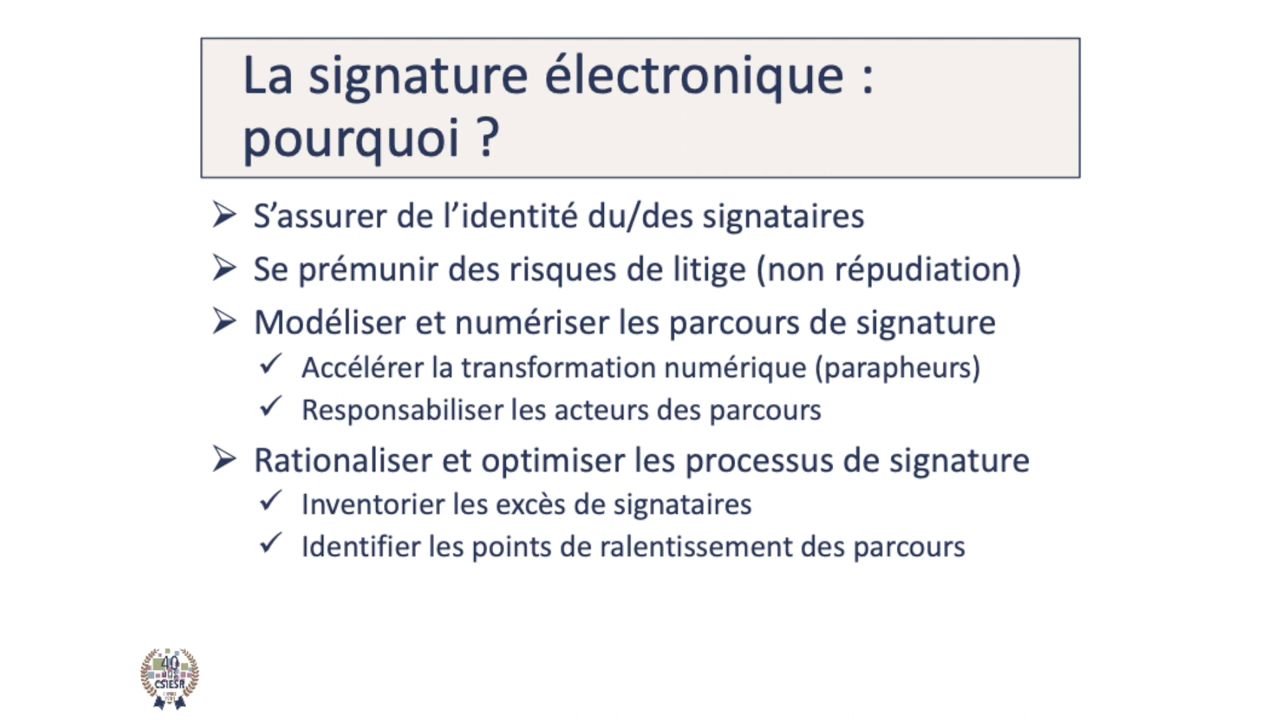 La signature électronique :
pourquoi ?
S’assurer de l’identité du/des signataires
Se prémunir des risques de litige (non répudiation)
Modéliser et numériser les parcours de signature
Accélérer la transformation numérique (parapheurs)
Responsabiliser les acteurs des parcours
Rationaliser et optimiser les processus de signature
Inventorier les excès de signataires
Identifier les points de ralentissement des parcours
40
CSIESR